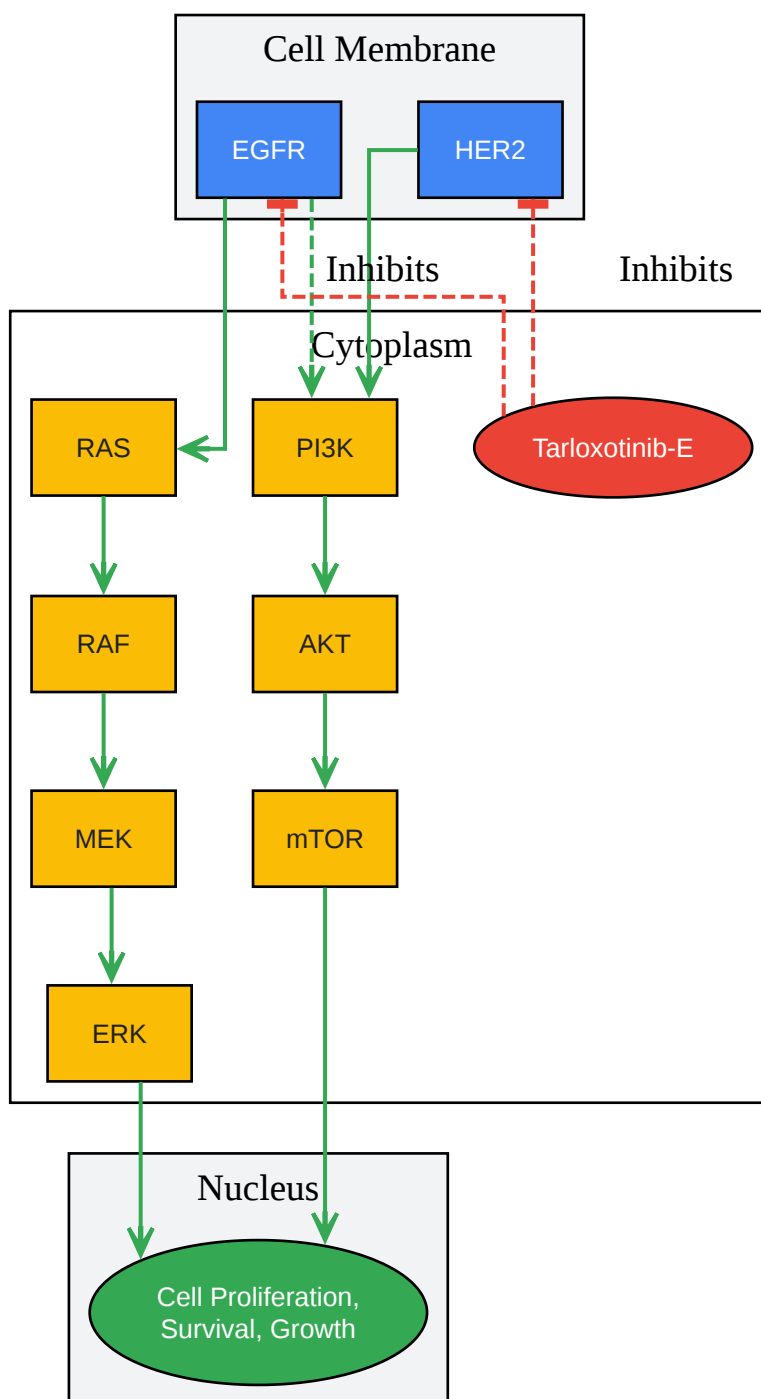 Cell Membrane
EGFR
HER2
Inhibits
Inhibits
Cytoplasm
RAS
PI3K
Tarloxotinib-E
RAF
AKT
MEK
mTOR
ERK
Nucleus
Cell Proliferation,
Survival, Growth